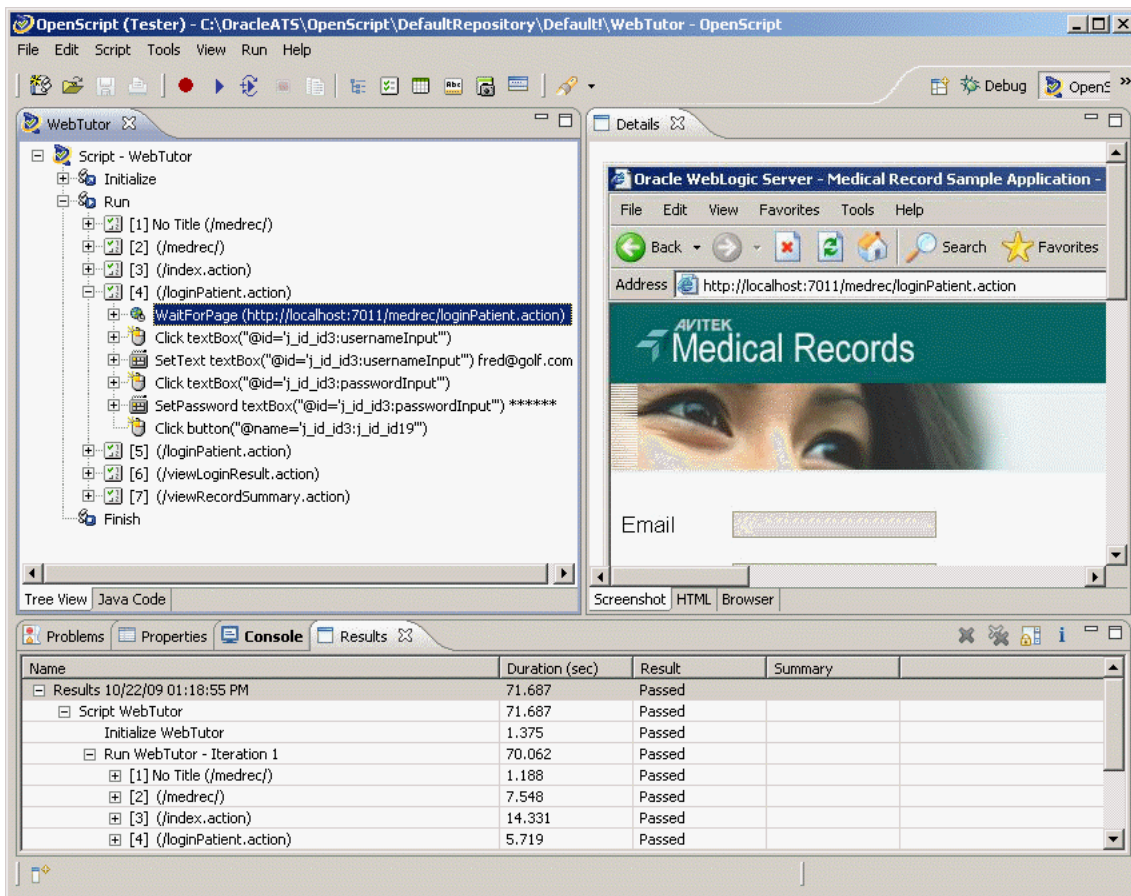 OpenScript (Tester) - C:\OracleATS\OpenScript\DefaultRepository\Default!\WebTutor - OpenScript
File Edit Script Tools View Run Help
Abc Debug OpenS »
WebTutor
Script - WebTutor
Initialize
Run
[1] No Title (/medrec/)
[2] (/medrec/)
[3] (/index.action)
[4] (/loginPatient.action)
WaitForPage (http://localhost:7011/medrec/loginPatient.action)
Click textBox("@id='j_id_id3:usernameInput'")
SetText textBox("@id='j_id_id3:usernameInput'") fred@golf.com
Click textBox("@id='j_id_id3:passwordInput'")
SetPassword textBox("@id='j_id_id3:passwordInput'") ******
Click button("@name='j_id_id3:j_id_id19'")
[5] (/loginPatient.action)
[6] (/viewLoginResult.action)
[7] (/viewRecordSummary.action)
Finish
Tree View Java Code
Details
Oracle WebLogic Server - Medical Record Sample Application -
File Edit View Favorites Tools Help
Back Search Favorites
Address http://localhost:7011/medrec/loginPatient.action
AVITEK
Medical Records
Email
Screenshot HTML Browser
Problems Properties Console Results
Name Duration (sec) Result Summary
Results 10/22/09 01:18:55 PM 71.687 Passed
Script WebTutor 71.687 Passed
Initialize WebTutor 1.375 Passed
Run WebTutor - Iteration 1 70.062 Passed
[1] No Title (/medrec/) 1.188 Passed
[2] (/medrec/) 7.548 Passed
[3] (/index.action) 14.331 Passed
[4] (/loginPatient.action) 5.719 Passed